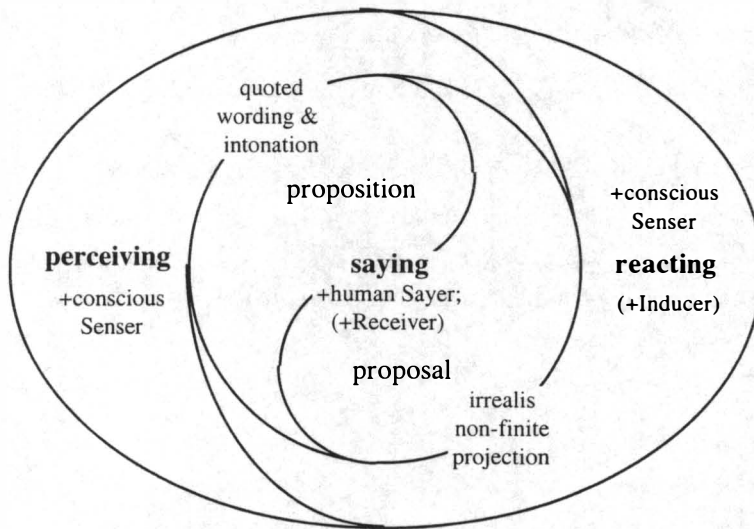 quoted
wording &
intonation
proposition
+conscious
Senser
perceiving
+conscious
Senser
saying
+human Sayer;
(+Receiver)
reacting
(+Inducer)
proposal
irrealis
non-finite
projection